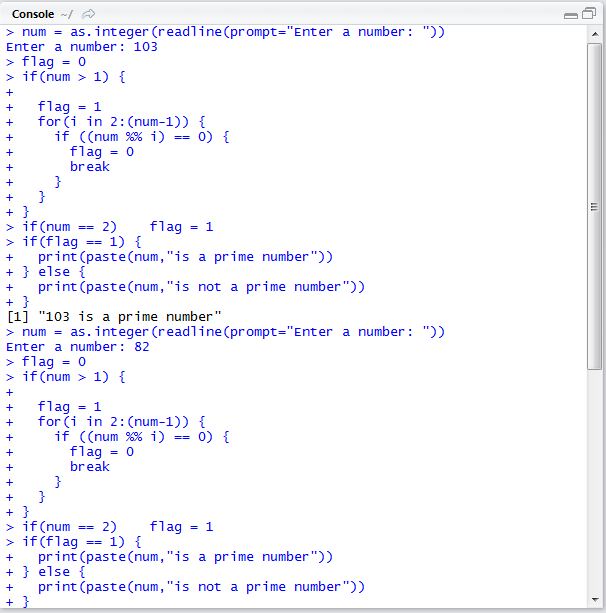 Console ~/
> num = as.integer(readline(prompt="Enter a number: "))
Enter a number: 103
> flag = 0
> if(num > 1) {
+
+   flag = 1
+   for(i in 2:(num-1)) {
+     if ((num %% i) == 0) {
+       flag = 0
+       break
+     }
+   }
+ }
> if(num == 2)    flag = 1
> if(flag == 1) {
+   print(paste(num,"is a prime number"))
+ } else {
+   print(paste(num,"is not a prime number"))
+ }
[1] "103 is a prime number"
> num = as.integer(readline(prompt="Enter a number: "))
Enter a number: 82
> flag = 0
> if(num > 1) {
+
+   flag = 1
+   for(i in 2:(num-1)) {
+     if ((num %% i) == 0) {
+       flag = 0
+       break
+     }
+   }
+ }
> if(num == 2)    flag = 1
> if(flag == 1) {
+   print(paste(num,"is a prime number"))
+ } else {
+   print(paste(num,"is not a prime number"))
+ }